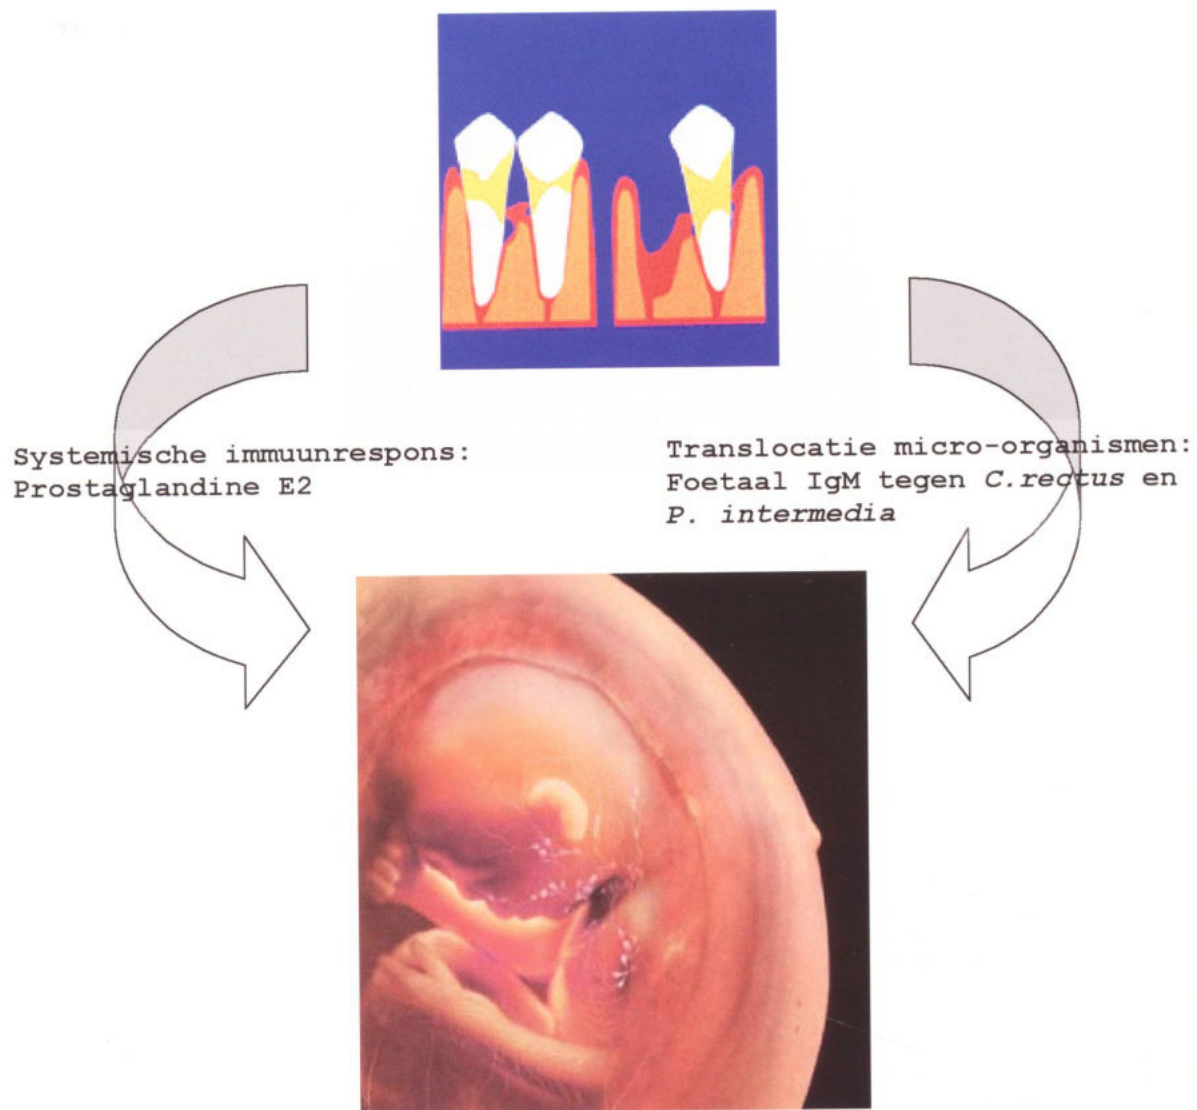 Systemische immuunrespons:
Prostaglandine E2
Translocatie micro-organismen:
Foetaal IgM tegen C.rectus en
P. intermedia